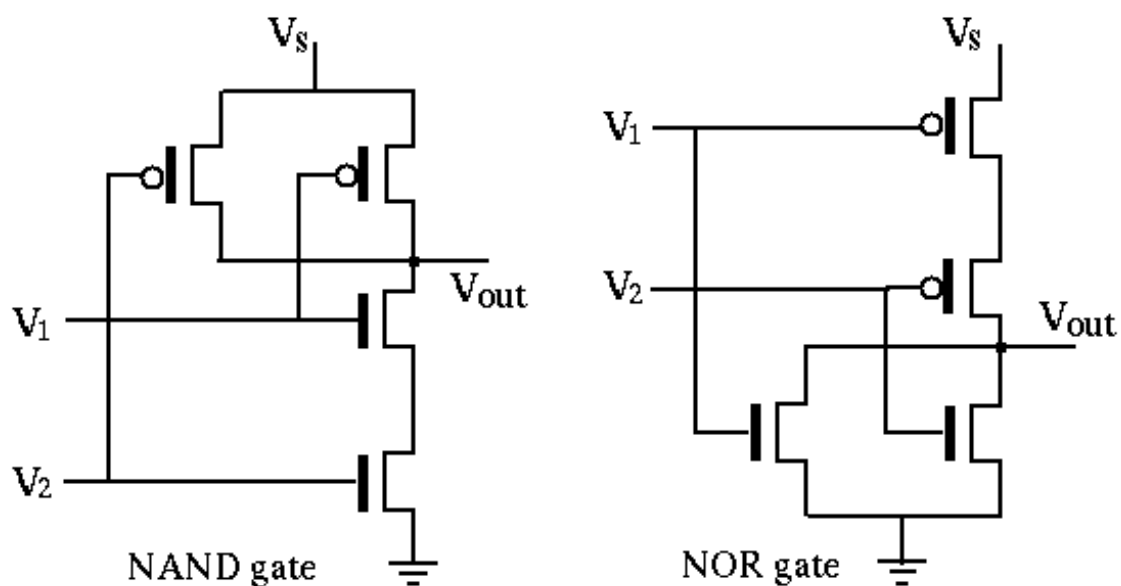 Vs
V1
V2
Vout
NAND gate
Vs
V1
V2
Vout
NOR gate